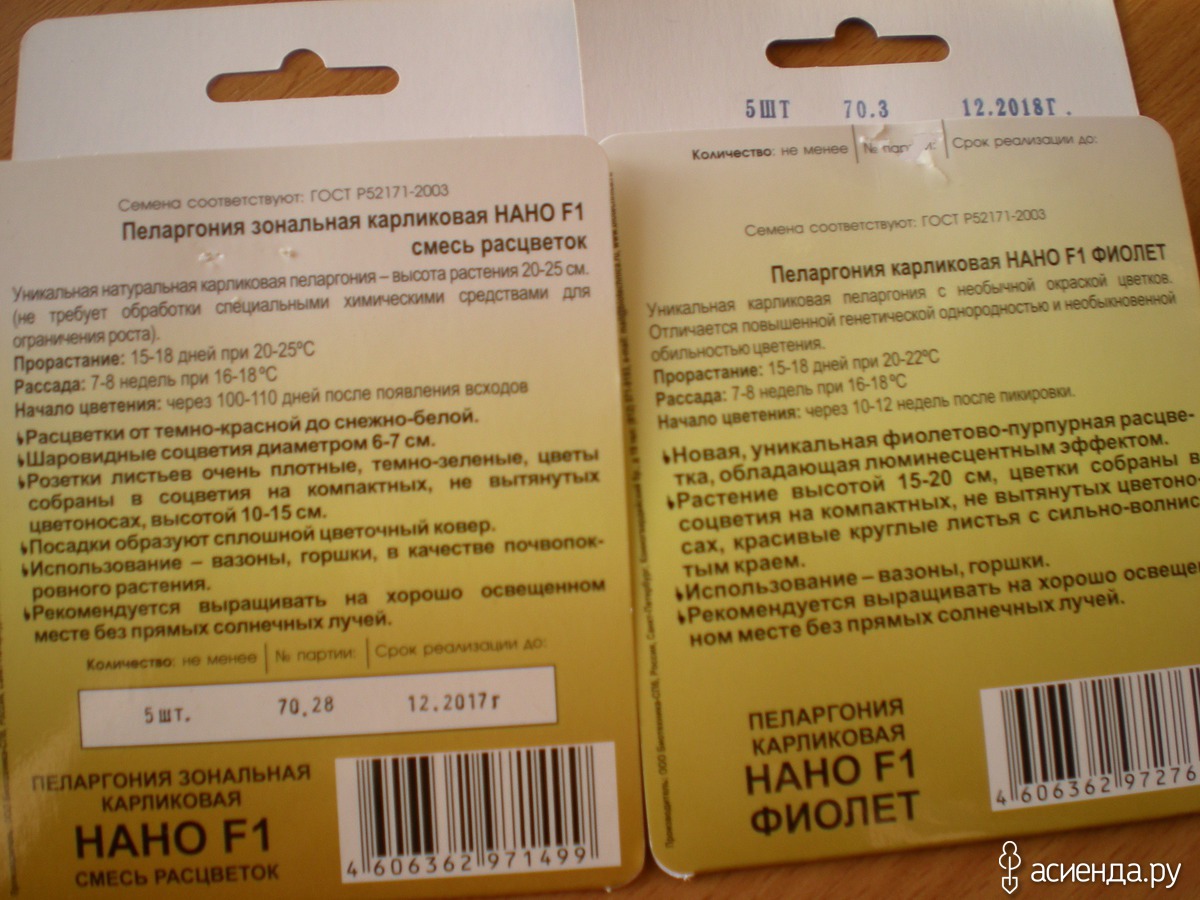 Семена соответствуют: ГОСТ Р52171-2003
Пеларгония зональная карликовая НАНО F1
смесь расцветок
Уникальная натуральная карликовая пеларгония – высота растения 20-25 см.
(не требует обработки специальными химическими средствами для
ограничения роста).
Прорастание: 15-18 дней при 20-25ºС
Рассада: 7-8 недель при 16-18ºС
Начало цветения: через 100-110 дней после появления всходов
Расцветки от темно-красной до снежно-белой.
Шаровидные соцветия диаметром 6-7 см.
Розетки листьев очень плотные, темно-зеленые, цветы
собраны в соцветия на компактных, не вытянутых
цветоносах, высотой 10-15 см.
Посадки образуют сплошной цветочный ковер.
Использование – вазоны, горшки, в качестве почвопок-
ровного растения.
Рекомендуется выращивать на хорошо освещенном
месте без прямых солнечных лучей.
Количество: не менее № партии: Срок реализации до:
5шт. 70.28 12.2017г
ПЕЛАРГОНИЯ ЗОНАЛЬНАЯ
КАРЛИКОВАЯ
НАНО F1
СМЕСЬ РАСЦВЕТОК
4 606362 971499
5ШТ 70.3 12.2018Г.
Количество: не менее № партии: Срок реализации до:
Семена соответствуют: ГОСТ Р52171-2003
Пеларгония карликовая НАНО F1 ФИОЛЕТ
Уникальная карликовая пеларгония с необычной окраской цветков.
Отличается повышенной генетической однородностью и необыкновенной
обильностью цветения.
Прорастание: 15-18 дней при 20-22ºС
Рассада: 7-8 недель при 16-18ºС
Начало цветения: через 10-12 недель после пикировки.
Новая, уникальная фиолетово-пурпурная расцве-
тка, обладающая люминесцентным эффектом.
Растение высотой 15-20 см, цветки собраны в
соцветия на компактных, не вытянутых цветоно-
сах, красивые круглые листья с сильно-волнис
тым краем.
Использование – вазоны, горшки.
Рекомендуется выращивать на хорошо освещен
ном месте без прямых солнечных лучей.
ПЕЛАРГОНИЯ
КАРЛИКОВАЯ
НАНО F1
ФИОЛЕТ
4 606362 97276
асиенда.ру